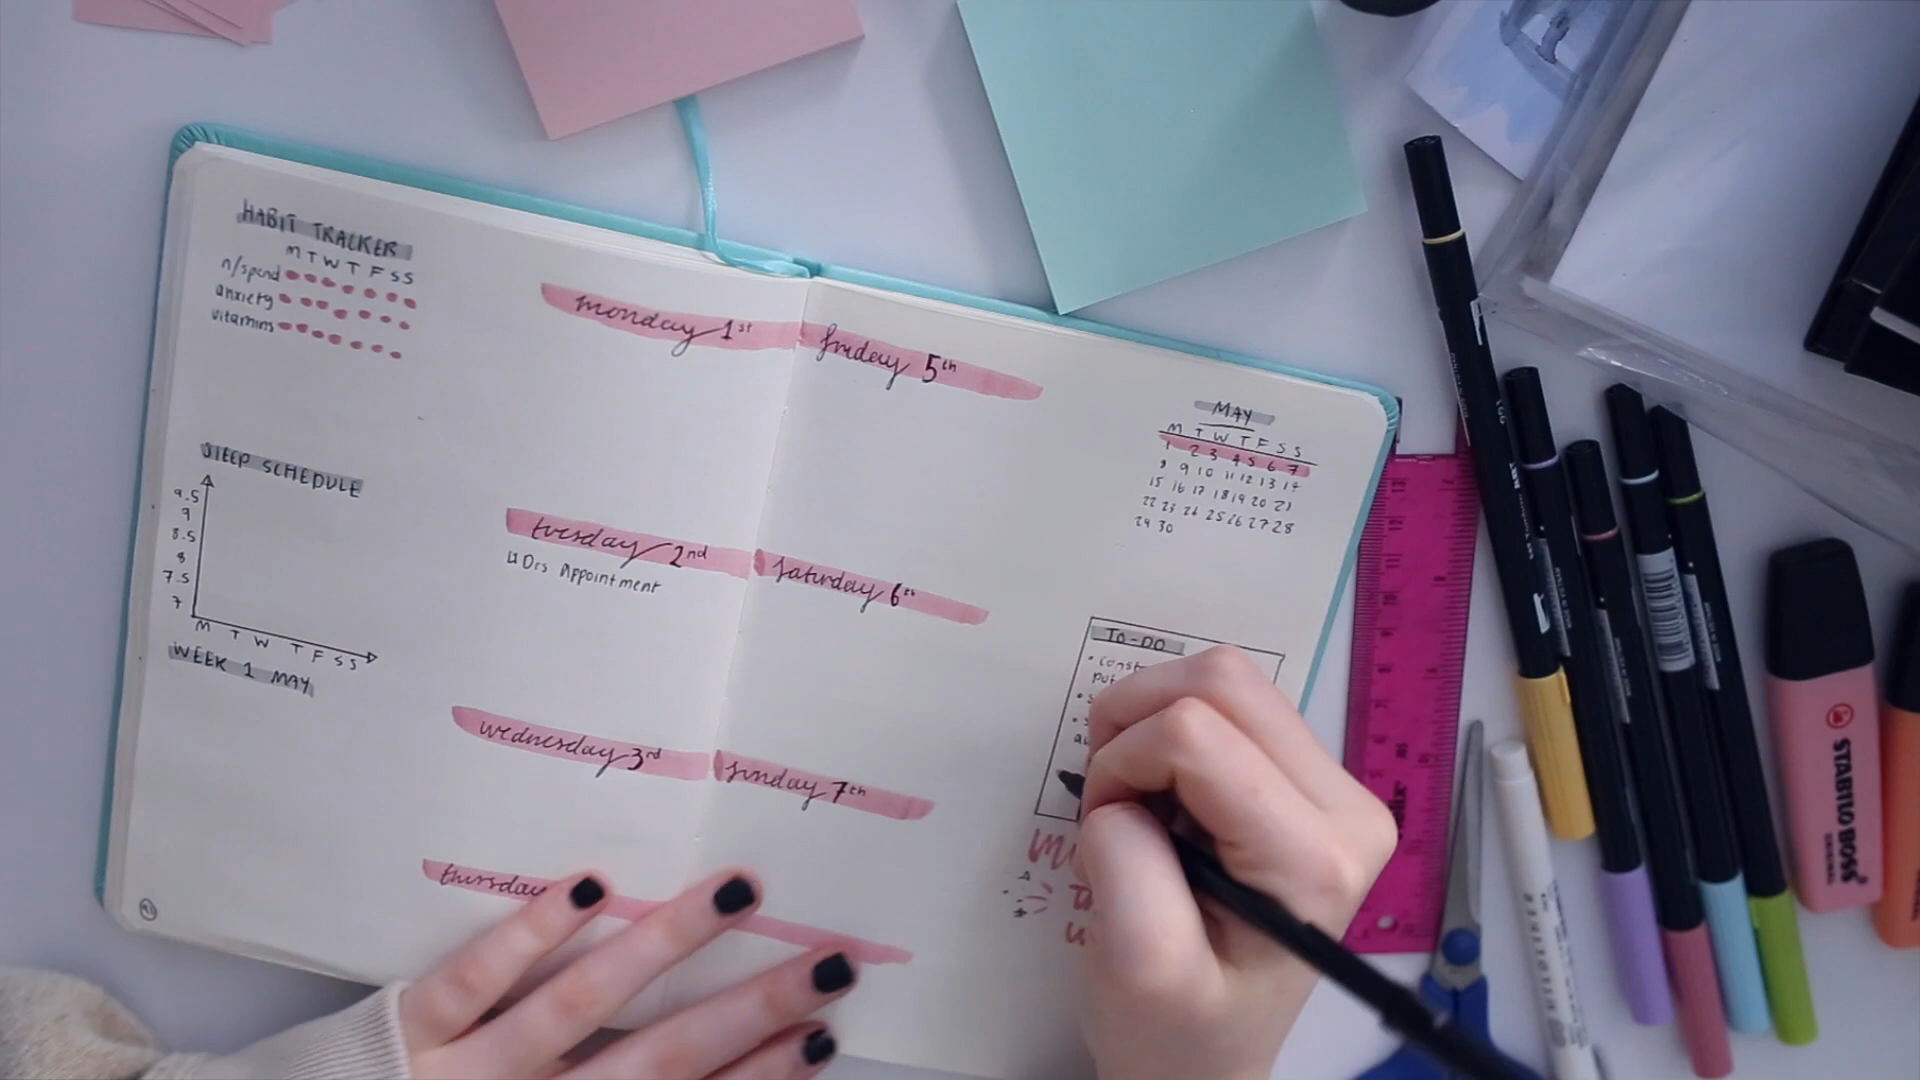 HABIT TRACKER
M T W T F S S
n/spend
anxiety
vitamins
SLEEP SCHEDULE
9.5
9
8.5
8
7.5
7
M T W T F S S
WEEK 1 MAY
monday 1st
tuesday 2nd
Drs Appointment
wednesday 3rd
thursday
friday 5th
saturday 6th
sunday 7th
MAY
M T W T F S S
1 2 3 4 5 6 7
8 9 10 11 12 13 14
15 16 17 18 19 20 21
22 23 24 25 26 27 28
29 30
TO-DO
STABILO BOSS
ORIGINAL